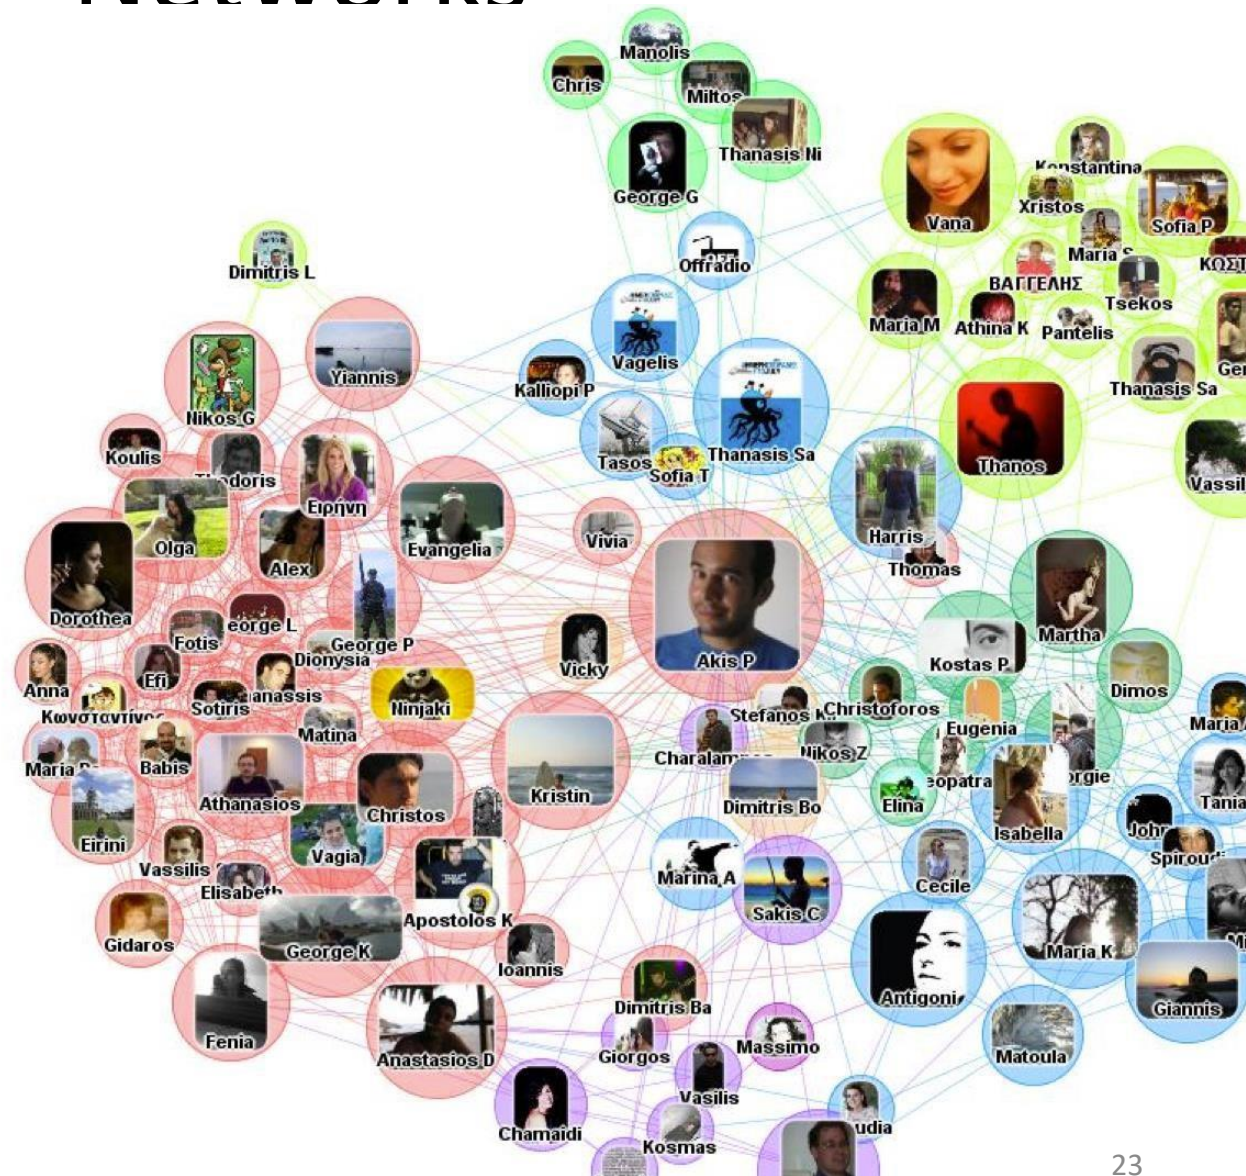 Networks
Manolis
Chris
Miltos
Thanasis Ni
George G
Vana
Konstantina
Xristos
Sofia P
Offradio
Maria S
Dimitris L
ΒΑΓΓΕΛΗΣ
Tsekos
Maria M
Athina K
Pantelis
Vagelis
Yiannis
Kalliopi P
Thanasis Sa
Nikos G
Koulis
Tasos
Thanasis Sa
Thanos
Sofia T
Ειρήνη
Harris
Vivia
Olga
Evangelia
Alex
Thomas
Dorothea
Martha
Fotis
George P
Dionysia
Akis P
Kostas P
Vicky
Efi
Anna
Dimos
Sotiris
Ninjaki
Christoforos
Eugenia
Matina
Nikos Z
Babis
Kristin
Athanasios
Christos
Dimitris Bo
Elina
Tania
Isabella
Eirini
Vagia
Vassilis
Marina A
Cecile
Elisabeth
Apostolos K
Sakis C
Gidaros
George K
Maria K
Ioannis
Antigoni
Giannis
Dimitris Ba
Fenia
Anastasios D
Giorgos
Massimo
Matoula
Vasilis
Chamaidi
Kosmas
23